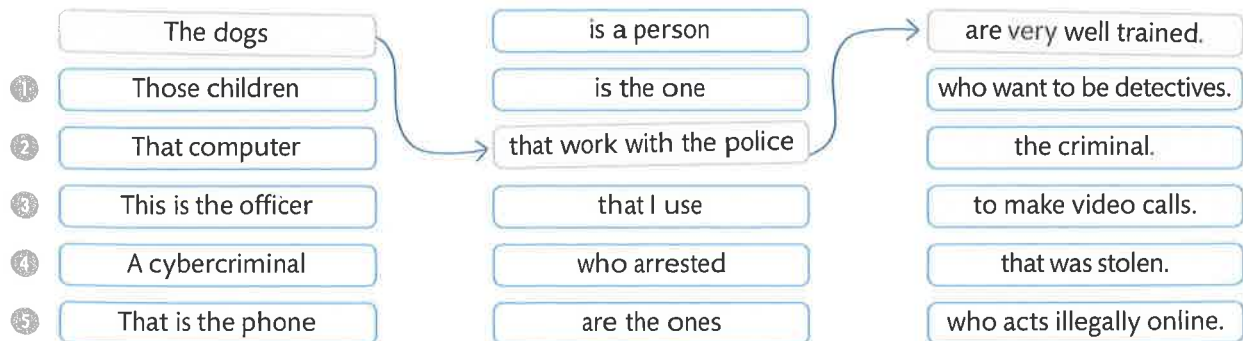 The dogs is a person are very well trained.
1 Those children is the one who want to be detectives.
2 That computer that work with the police the criminal.
3 This is the officer that I use to make video calls.
4 A cybercriminal who arrested that was stolen.
5 That is the phone are the ones who acts illegally online.